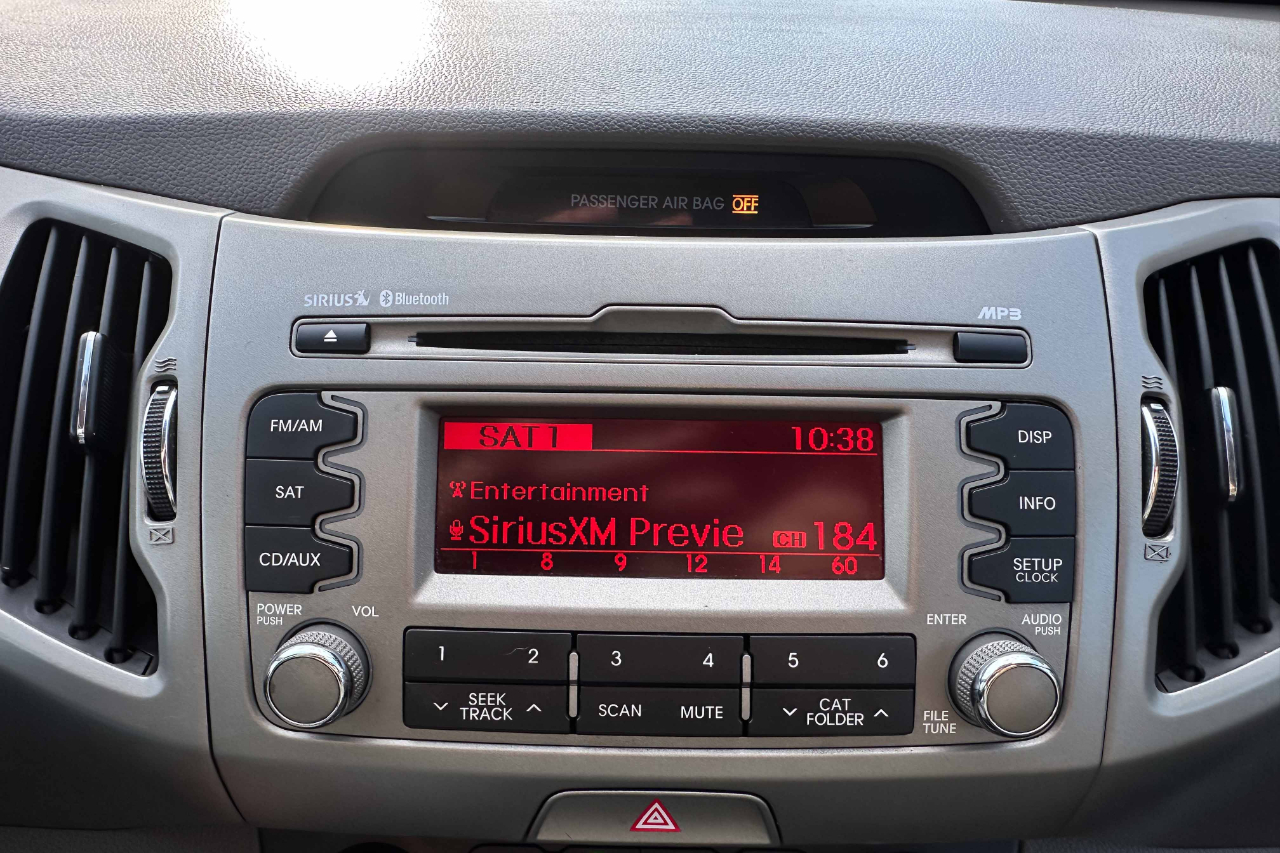 PASSENGER AIR BAG OFF
SIRIUS Bluetooth
MP3
FM/AM
SAT
CD/AUX
SAT1 10:38
Entertainment
SiriusXM Previe CH 184
1 8 9 12 14 60
DISP
INFO
SETUP
CLOCK
POWER
PUSH
VOL
ENTER
AUDIO
PUSH
1 2 3 4 5 6
SEEK
TRACK
SCAN
MUTE
CAT
FOLDER
FILE
TUNE